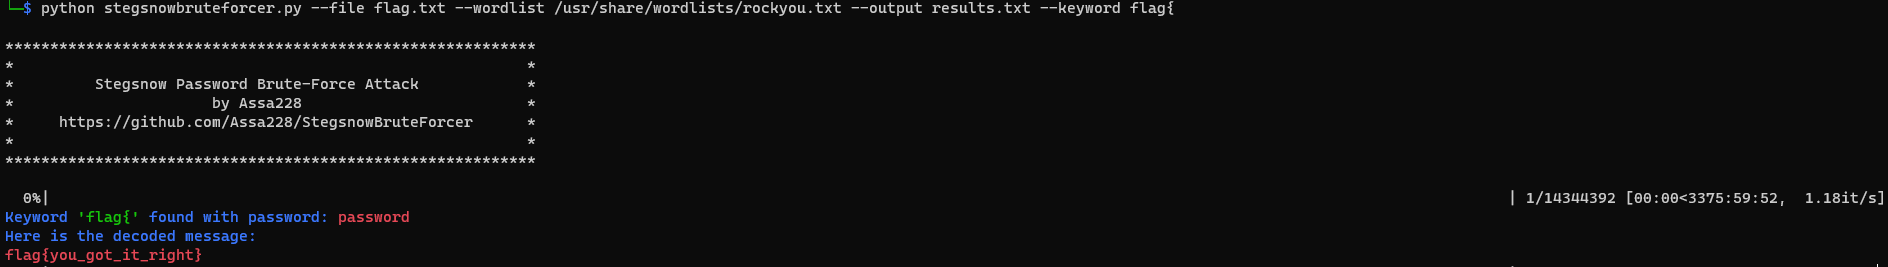 └─$ python stegsnowbruteforcer.py --file flag.txt --wordlist /usr/share/wordlists/rockyou.txt --output results.txt --keyword flag{
***********************************************************
*                                                         *
*         Stegsnow Password Brute-Force Attack            *
*                      by Assa228                         *
*     https://github.com/Assa228/StegsnowBruteForcer      *
*                                                         *
***********************************************************
  0%|                                                    | 1/14344392 [00:00<3375:59:52,  1.18it/s]
Keyword 'flag{' found with password: password
Here is the decoded message:
flag{you_got_it_right}